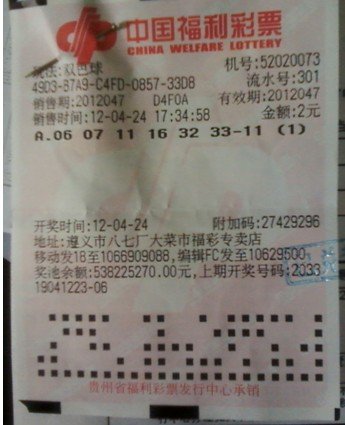 中国福利彩票
CHINA WELFARE LOTTERY
玩法:双色球 机号:52020073
49D3-87A9-C4FD-0857-33D8 流水号:301
销售期:2012047 D4F0A 有效期:2012047
销售时间:12-04-24 17:34:58 金额:2元
A.06 07 11 16 32 33-11 (1)
开奖时间:12-04-24 附加码:27429296
地址:遵义市八七厂大菜市福彩专卖店
移动发18至1066909088,编辑FC发至10629500.
奖池余额:538225270.00元,上期开奖号码:2033
19041223-06
贵州省福利彩票发行中心承销